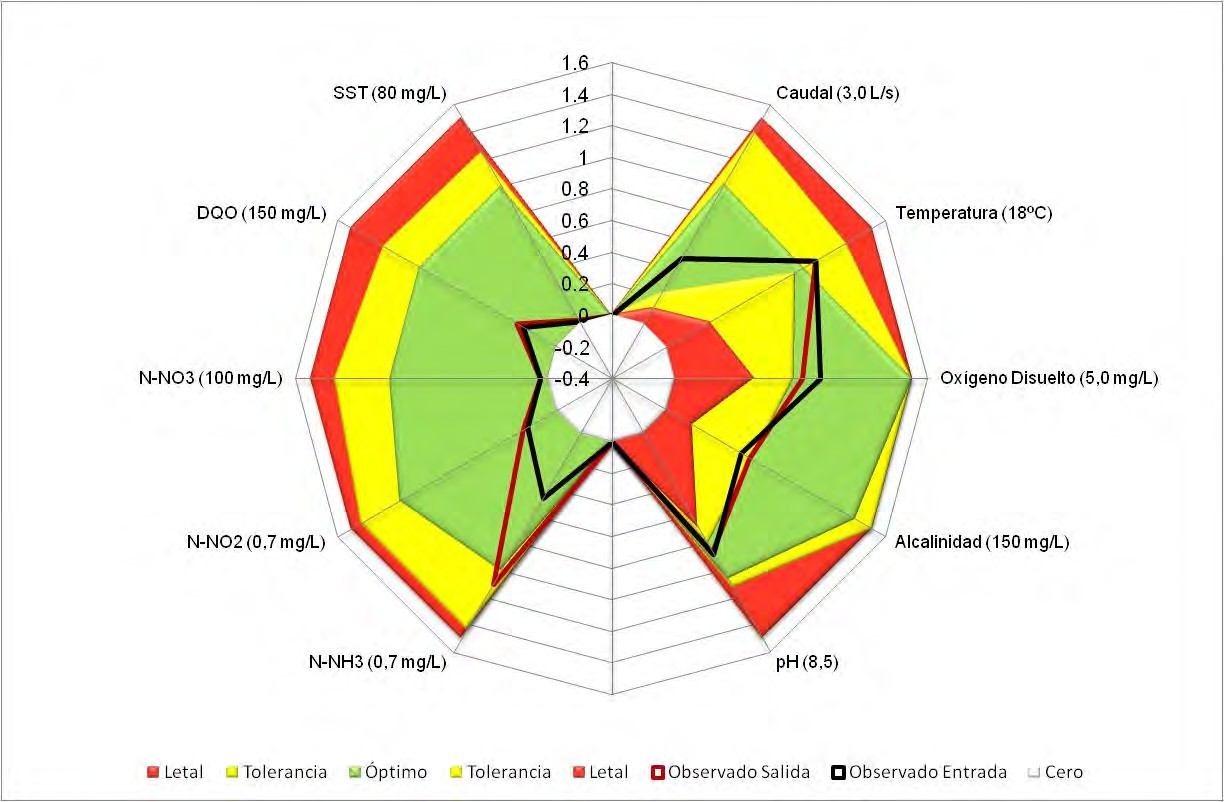 1.6
1.4
1.2
1
0.8
0.6
0.4
0.2
0
-0.2
-0.4
SST (80 mg/L)
Caudal (3,0 L/s)
DQO (150 mg/L)
Temperatura (18ºC)
N-NO3 (100 mg/L)
Oxígeno Disuelto (5,0 mg/L)
N-NO2 (0,7 mg/L)
Alcalinidad (150 mg/L)
N-NH3 (0,7 mg/L)
pH (8,5)
Letal Tolerancia Óptimo Tolerancia Letal Observado Salida Observado Entrada Cero